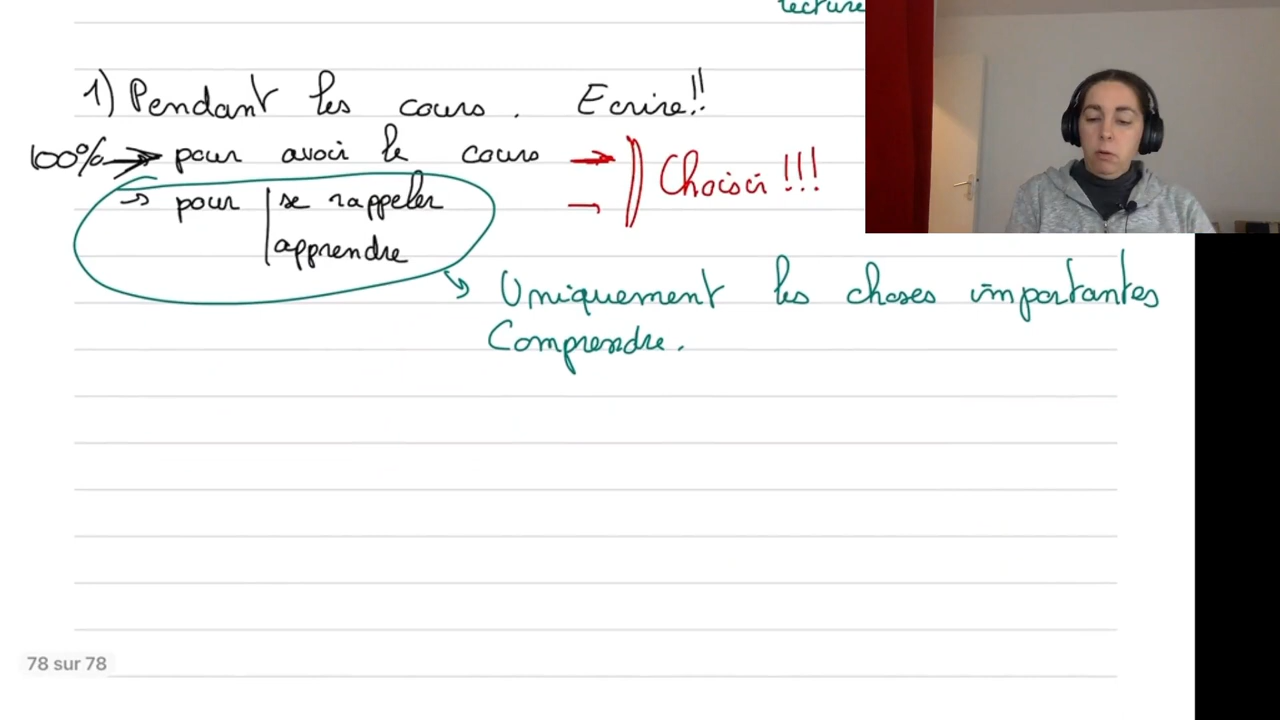 lecture
1) Pendant les cours. Ecrire!!
100% → pour avoir le cours → Choisir !!!
→ pour se rappeler →
apprendre
↳ Uniquement les choses importantes
Comprendre.
78 sur 78